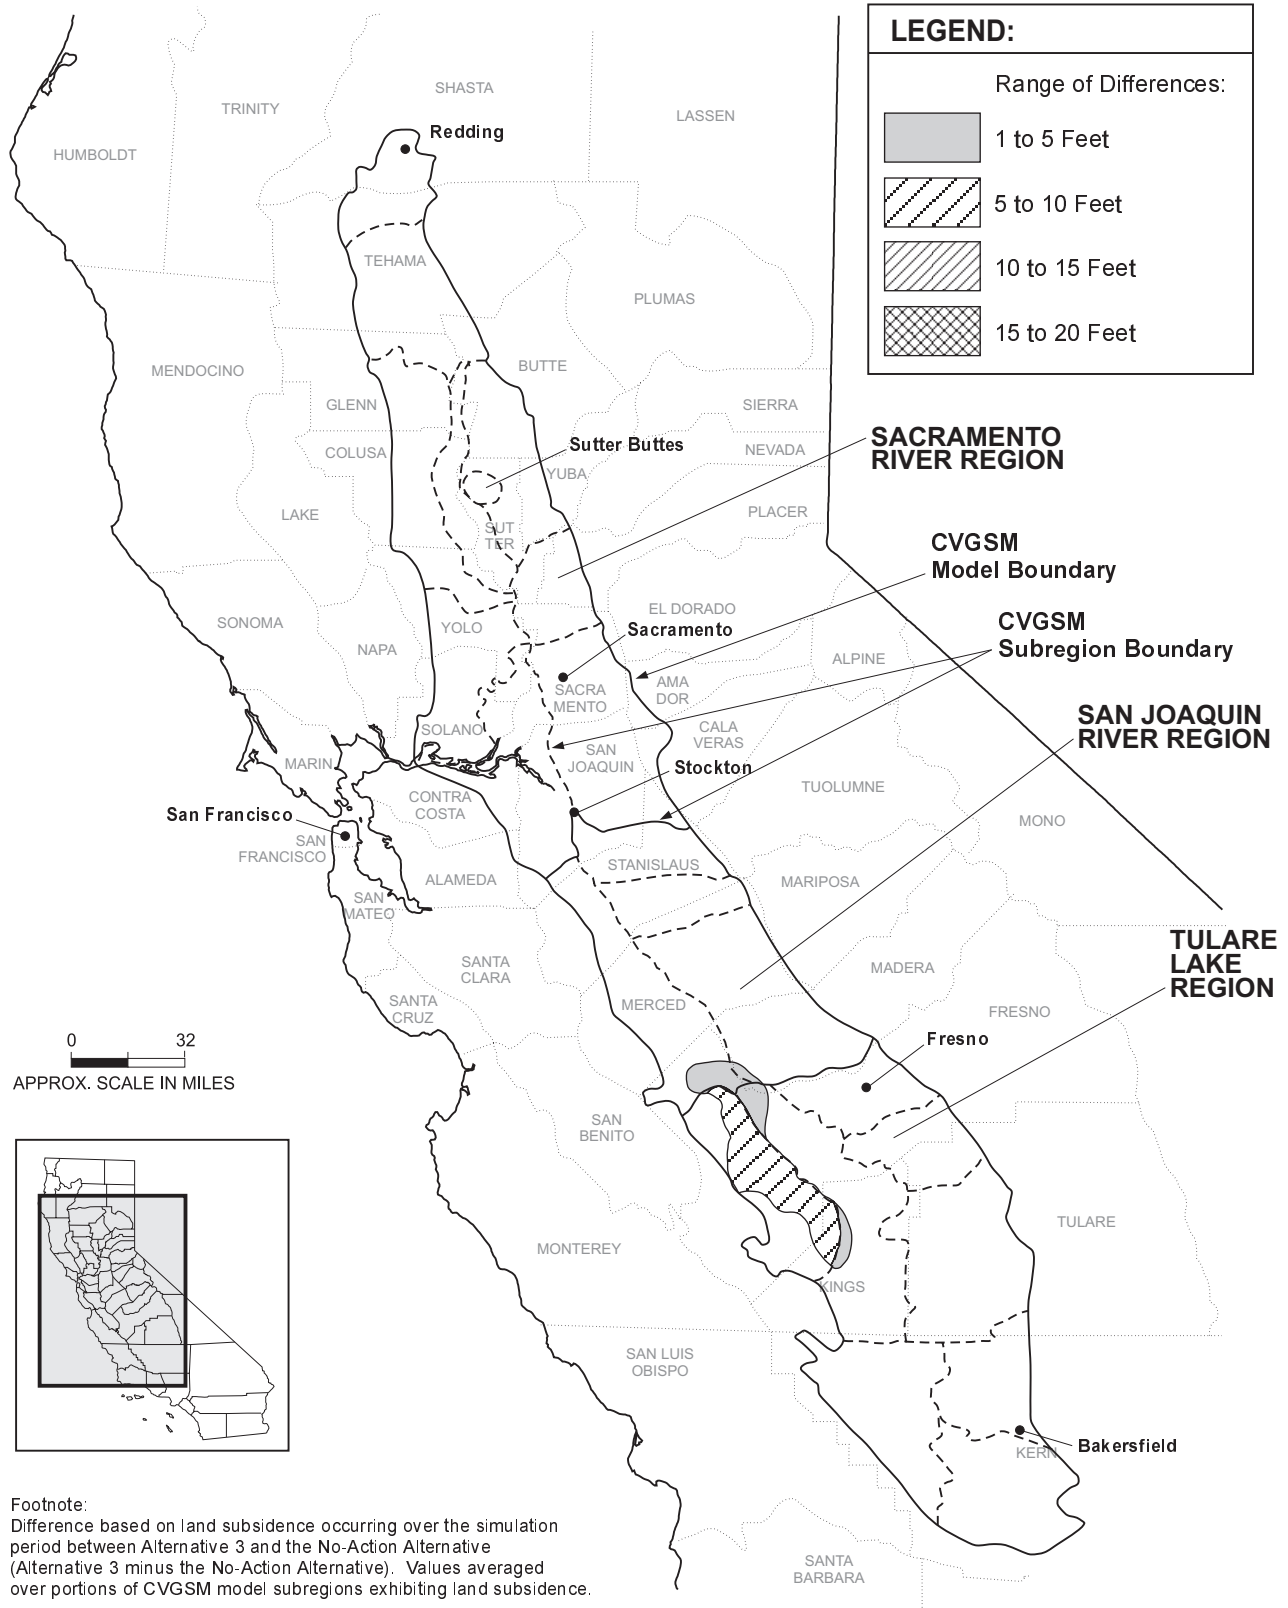 LEGEND:
Range of Differences:
1 to 5 Feet
5 to 10 Feet
10 to 15 Feet
15 to 20 Feet
SHASTA
TRINITY
LASSEN
Redding
HUMBOLDT
TEHAMA
PLUMAS
BUTTE
MENDOCINO
GLENN
SIERRA
SACRAMENTO
RIVER REGION
Sutter Buttes
COLUSA
NEVADA
YUBA
LAKE
PLACER
SUT
TER
CVGSM
Model Boundary
EL DORADO
SONOMA
YOLO
Sacramento
CVGSM
Subregion Boundary
NAPA
ALPINE
AMA
DOR
SACRA
MENTO
SAN JOAQUIN
RIVER REGION
SOLANO
CALA
VERAS
SAN
JOAQUIN
MARIN
Stockton
TUOLUMNE
CONTRA
COSTA
San Francisco
MONO
SAN
FRANCISCO
STANISLAUS
ALAMEDA
MARIPOSA
SAN
MATEO
TULARE
LAKE
REGION
SANTA
CLARA
MADERA
MERCED
SANTA
CRUZ
FRESNO
0 32
APPROX. SCALE IN MILES
Fresno
SAN
BENITO
TULARE
MONTEREY
KINGS
SAN LUIS
OBISPO
Bakersfield
KERN
SANTA
BARBARA
Footnote:
Difference based on land subsidence occurring over the simulation
period between Alternative 3 and the No-Action Alternative
(Alternative 3 minus the No-Action Alternative).  Values averaged
over portions of CVGSM model subregions exhibiting land subsidence.